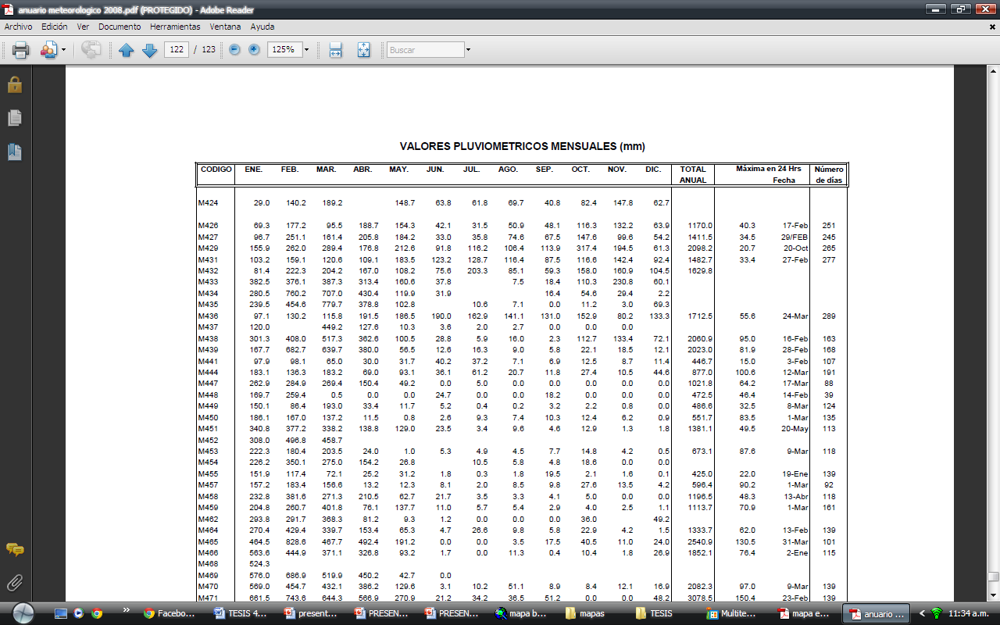 anuario meteorologico 2008.pdf (PROTEGIDO) - Adobe Reader
Archivo Edición Ver Documento Herramientas Ventana Ayuda
122 / 123 125% Buscar
VALORES PLUVIOMETRICOS MENSUALES (mm)
CODIGO ENE. FEB. MAR. ABR. MAY. JUN. JUL. AGO. SEP. OCT. NOV. DIC. TOTAL Máxima en 24 Hrs Número
ANUAL Fecha de días
M424 29.0 140.2 189.2 148.7 63.8 61.8 69.7 40.8 82.4 147.8 62.7
M426 69.3 177.2 95.5 188.7 154.3 42.1 31.5 50.9 48.1 116.3 132.2 63.9 1170.0 40.3 17-Feb 251
M427 96.7 251.1 161.4 205.8 184.2 33.0 35.8 74.6 67.5 147.6 99.6 54.2 1411.5 34.5 29/FEB 245
M429 155.9 262.0 289.4 176.8 212.6 91.8 116.2 106.4 113.9 317.4 194.5 61.3 2098.2 20.7 20-Oct 265
M431 103.2 159.1 120.6 109.1 183.5 123.2 128.7 116.4 87.5 116.6 142.4 92.4 1482.7 33.4 27-Feb 277
M432 81.4 222.3 204.2 167.0 108.2 75.6 203.3 85.1 59.3 158.0 160.9 104.5 1629.8
M433 382.5 376.1 387.3 313.4 160.6 37.8 7.5 18.4 110.3 230.8 60.1
M434 280.5 760.2 707.0 430.4 119.9 31.9 16.4 54.6 29.4 2.2
M435 239.5 454.6 779.7 378.8 102.8 10.6 7.1 0.0 11.2 3.0 69.3
M436 97.1 130.2 115.8 191.5 186.5 190.0 162.9 141.1 131.0 152.9 80.2 133.3 1712.5 55.6 24-Mar 289
M437 120.0 449.2 127.6 10.3 3.6 2.0 2.7 0.0 0.0 0.0
M438 301.3 408.0 517.3 362.6 100.5 28.8 5.9 16.0 2.3 112.7 133.4 72.1 2060.9 95.0 16-Feb 163
M439 167.7 682.7 639.7 380.0 56.5 12.6 16.3 9.0 5.8 22.1 18.5 12.1 2023.0 81.9 28-Feb 168
M441 97.9 98.1 65.0 30.0 31.7 40.2 37.2 7.1 6.9 12.5 8.7 11.4 446.7 15.0 3-Feb 107
M444 183.1 136.3 183.2 69.0 93.1 36.1 61.2 20.7 11.8 27.4 10.5 44.6 877.0 100.6 12-Mar 191
M447 262.9 284.9 269.4 150.4 49.2 0.0 5.0 0.0 0.0 0.0 0.0 0.0 1021.8 64.2 17-Mar 88
M448 169.7 259.4 0.5 0.0 0.0 24.7 0.0 0.0 18.2 0.0 0.0 0.0 472.5 46.4 14-Feb 39
M449 150.1 86.4 193.0 33.4 11.7 5.2 0.4 0.2 3.2 2.2 0.8 0.0 486.6 32.5 8-Mar 124
M450 186.1 167.0 137.2 11.5 0.8 2.6 9.3 7.4 10.3 12.4 6.2 0.9 551.7 83.5 1-Mar 135
M451 340.8 377.2 338.2 138.8 129.0 23.5 3.4 9.6 4.6 12.9 1.3 1.8 1381.1 49.5 20-May 113
M452 308.0 496.8 458.7
M453 222.3 180.4 203.5 24.0 1.0 5.3 4.9 4.5 7.7 14.8 4.2 0.5 673.1 87.6 9-Mar 118
M454 226.2 350.1 275.0 154.2 26.8 10.5 5.8 4.8 18.6 0.0 0.0
M455 151.9 117.4 72.1 25.2 31.2 1.8 0.3 1.8 19.5 2.1 1.6 0.1 425.0 22.0 19-Ene 139
M457 157.2 183.4 156.6 13.2 12.3 8.1 2.0 8.5 9.8 27.6 13.5 4.2 596.4 90.2 1-Mar 92
M458 232.8 381.6 271.3 210.5 62.7 21.7 3.5 3.3 4.1 5.0 0.0 0.0 1196.5 48.3 13-Abr 118
M459 204.8 260.7 401.8 76.1 137.7 11.0 5.7 5.4 2.9 4.0 2.5 1.1 1113.7 70.9 1-Mar 161
M462 293.8 291.7 368.3 81.2 9.3 1.2 0.0 0.0 0.0 36.0 49.2
M464 270.4 429.4 339.7 153.4 65.3 4.7 26.6 9.8 5.8 22.9 4.2 1.5 1333.7 62.0 13-Feb 139
M465 464.5 828.6 467.7 492.4 191.2 0.0 0.0 3.5 17.5 40.5 11.0 24.0 2540.9 130.5 31-Mar 101
M466 563.6 444.9 371.1 326.8 93.2 1.7 0.0 11.3 0.4 10.4 1.8 26.9 1852.1 76.4 2-Ene 115
M468 524.3
M469 576.0 686.9 519.9 450.2 42.7 0.0
M470 569.0 454.7 432.1 386.2 129.6 3.1 10.2 51.1 8.9 8.4 12.1 16.9 2082.3 97.0 9-Mar 139
M471 661.5 743.6 644.3 566.9 270.9 21.2 34.2 36.5 51.2 0.0 0.0 48.2 3078.5 150.4 23-Feb 139
» Facebo... TESIS 4... present... PRESEN... PRESEN... mapa b... mapas TESIS Multite... mapa e... anuario ... < 11:34 a.m.